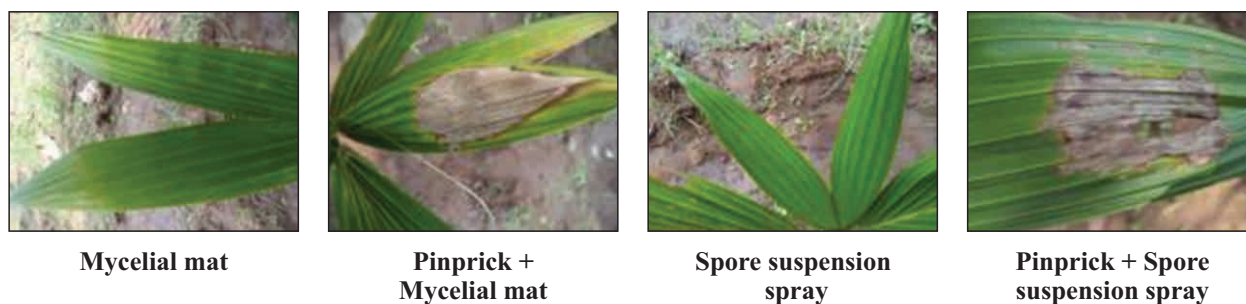 Mycelial mat
Pinprick +
Mycelial mat
Spore suspension
spray
Pinprick + Spore
suspension spray